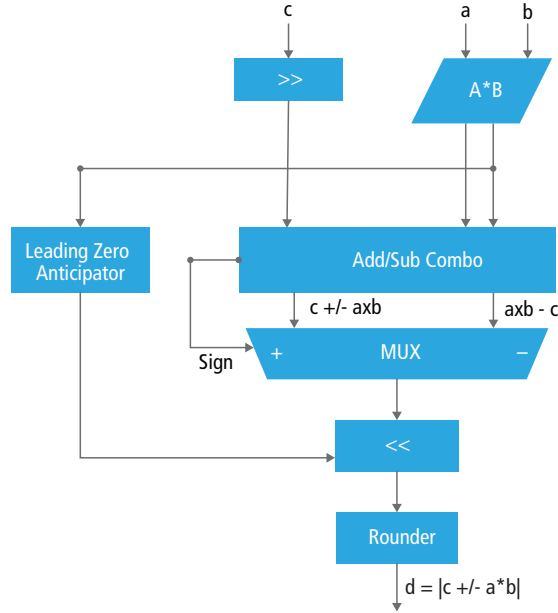 c
a
b
>>
A*B
Leading Zero
Anticipator
Add/Sub Combo
c +/- axb
axb - c
+
MUX
–
Sign
<<
Rounder
d = |c +/- a*b|